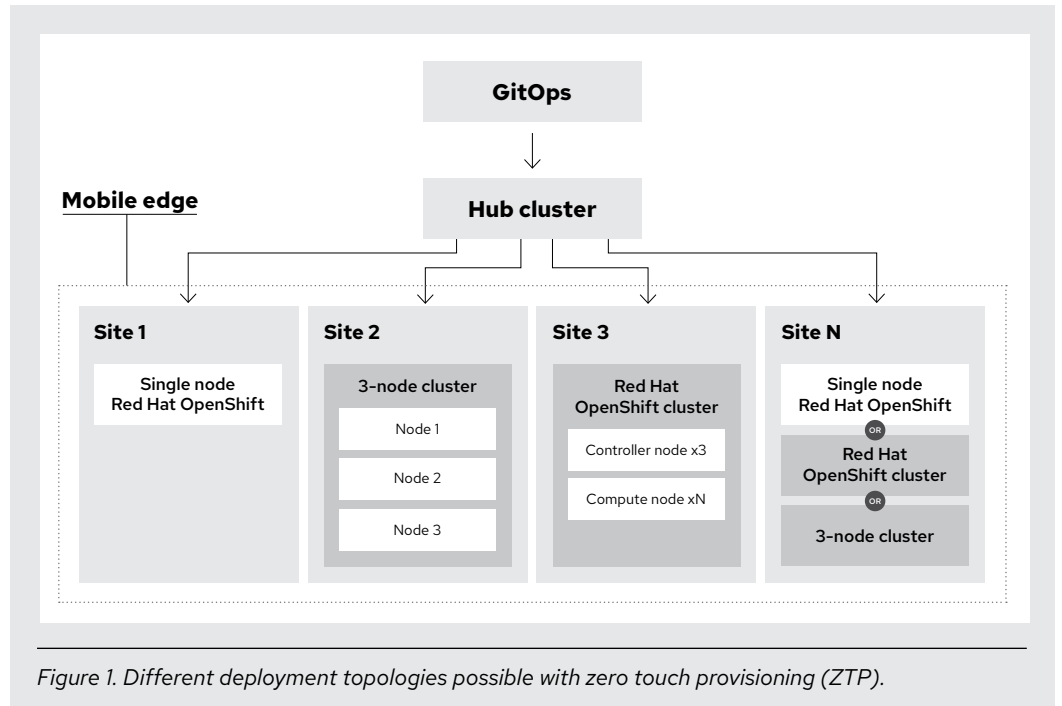 GitOps
Hub cluster
Mobile edge
Site 1
Single node
Red Hat OpenShift
Site 2
3-node cluster
Node 1
Node 2
Node 3
Site 3
Red Hat
OpenShift cluster
Controller node x3
Compute node xN
Site N
Single node
Red Hat OpenShift
OR
Red Hat
OpenShift cluster
OR
3-node cluster
Figure 1. Different deployment topologies possible with zero touch provisioning (ZTP).